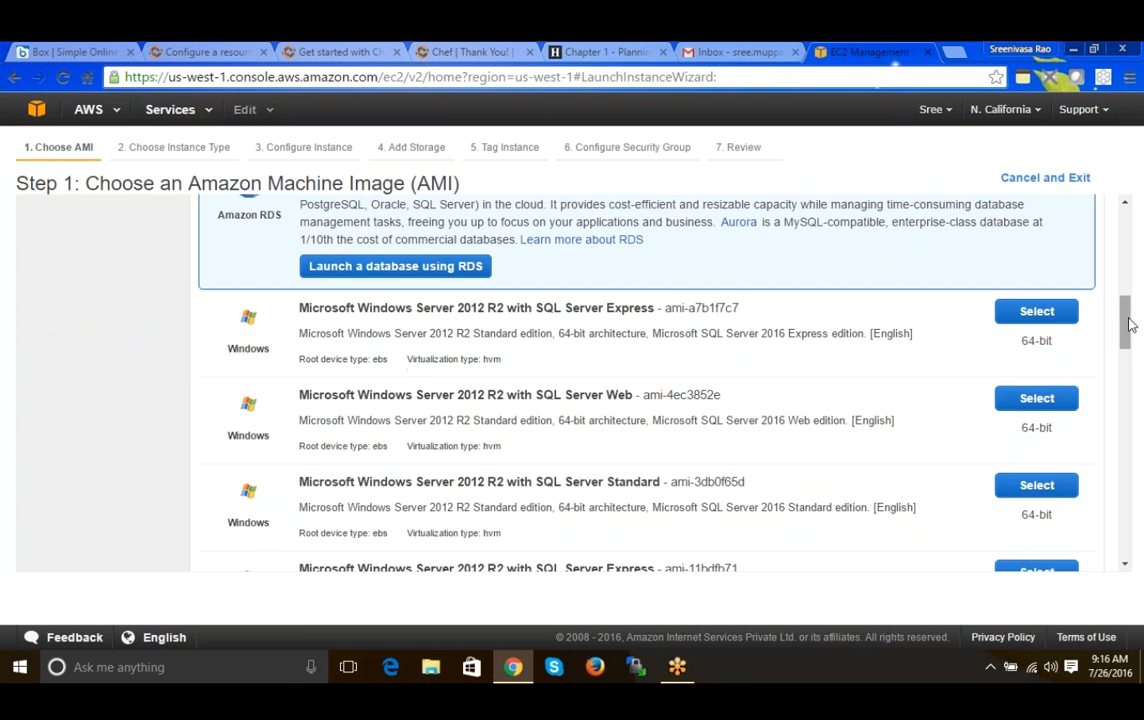 Box | Simple Online
Configure a resour
Get started with Ch
Chef | Thank You! |
Chapter 1 - Plannin
Inbox - sree.muppa
EC2 Management
Sreenivasa Rao
https://us-west-1.console.aws.amazon.com/ec2/v2/home?region=us-west-1#LaunchInstanceWizard:
AWS Services Edit Sree N. California Support
1. Choose AMI 2. Choose Instance Type 3. Configure Instance 4. Add Storage 5. Tag Instance 6. Configure Security Group 7. Review
Step 1: Choose an Amazon Machine Image (AMI)
Cancel and Exit
Amazon RDS
PostgreSQL, Oracle, SQL Server) in the cloud. It provides cost-efficient and resizable capacity while managing time-consuming database
management tasks, freeing you up to focus on your applications and business. Aurora is a MySQL-compatible, enterprise-class database at
1/10th the cost of commercial databases. Learn more about RDS
Launch a database using RDS
Microsoft Windows Server 2012 R2 with SQL Server Express - ami-a7b1f7c7
Windows
Microsoft Windows Server 2012 R2 Standard edition, 64-bit architecture, Microsoft SQL Server 2016 Express edition. [English]
Root device type: ebs Virtualization type: hvm
Select
64-bit
Microsoft Windows Server 2012 R2 with SQL Server Web - ami-4ec3852e
Windows
Microsoft Windows Server 2012 R2 Standard edition, 64-bit architecture, Microsoft SQL Server 2016 Web edition. [English]
Root device type: ebs Virtualization type: hvm
Select
64-bit
Microsoft Windows Server 2012 R2 with SQL Server Standard - ami-3db0f65d
Windows
Microsoft Windows Server 2012 R2 Standard edition, 64-bit architecture, Microsoft SQL Server 2016 Standard edition. [English]
Root device type: ebs Virtualization type: hvm
Select
64-bit
Microsoft Windows Server 2012 R2 with SQL Server Express - ami-11bdfb71
Select
Feedback English
© 2008 - 2016, Amazon Internet Services Private Ltd. or its affiliates. All rights reserved. Privacy Policy Terms of Use
Ask me anything
9:16 AM
7/26/2016